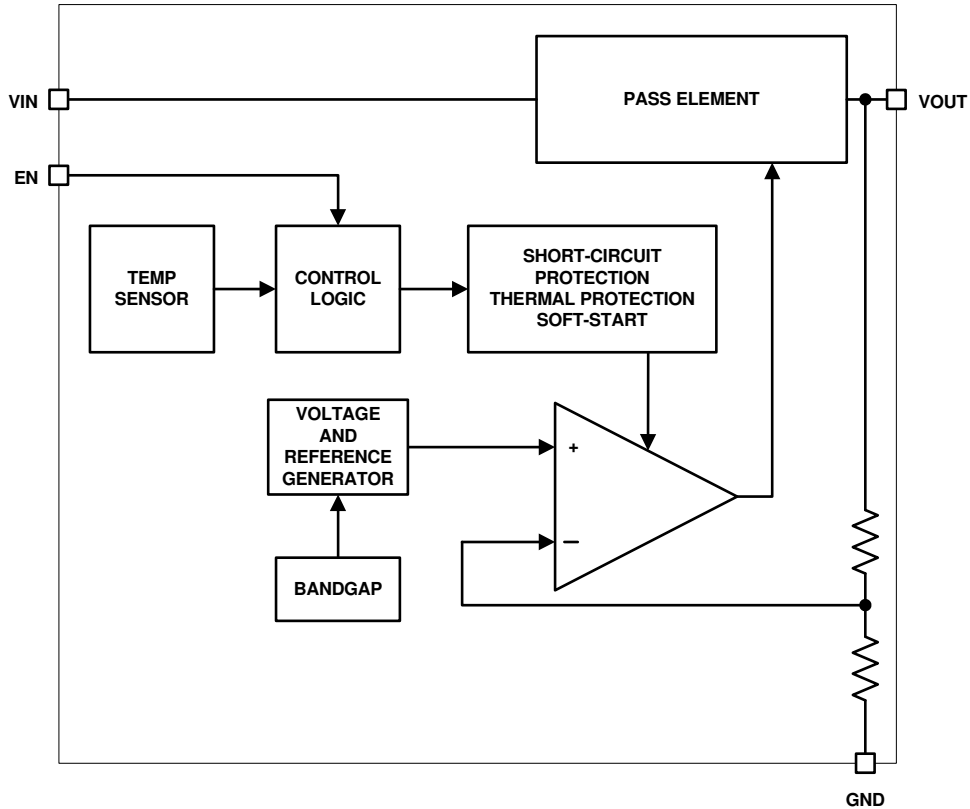 PASS ELEMENT
VIN
VOUT
EN
TEMP
SENSOR
CONTROL
LOGIC
SHORT-CIRCUIT
PROTECTION
THERMAL PROTECTION
SOFT-START
VOLTAGE
AND
REFERENCE
GENERATOR
+
−
BANDGAP
GND